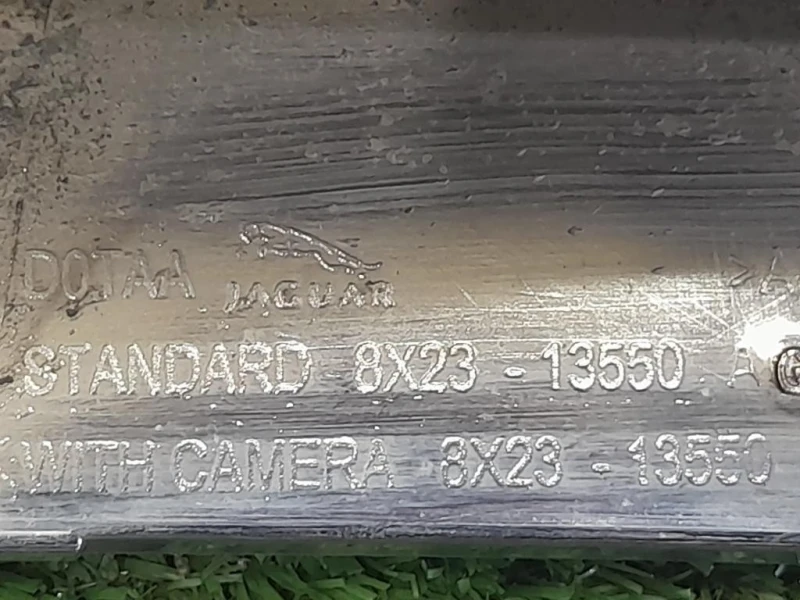 DOTAA JAGUAR
STANDARD 8X23 - 13550 A
WITH CAMERA 8X23 - 13550